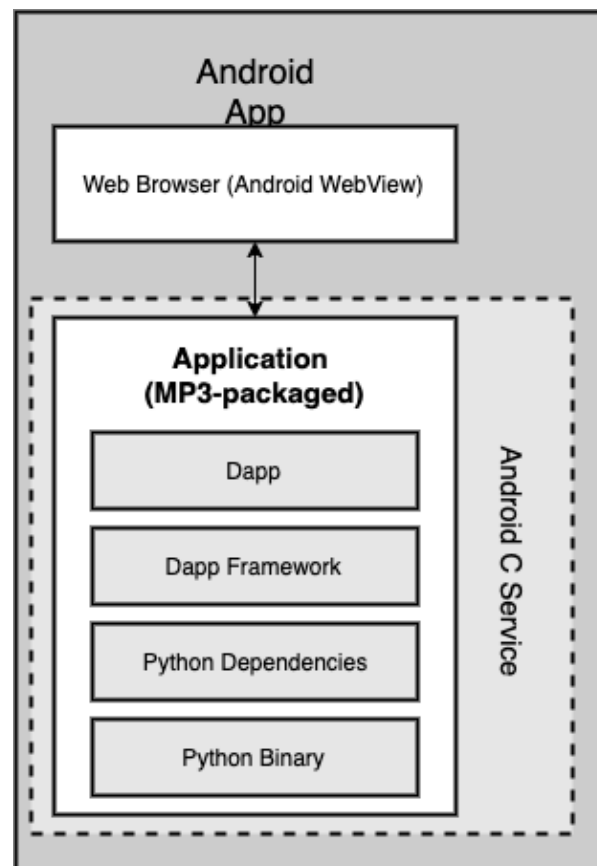 Android
App
Web Browser (Android WebView)
Application
(MP3-packaged)
Dapp
Dapp Framework
Python Dependencies
Python Binary
Android C Service